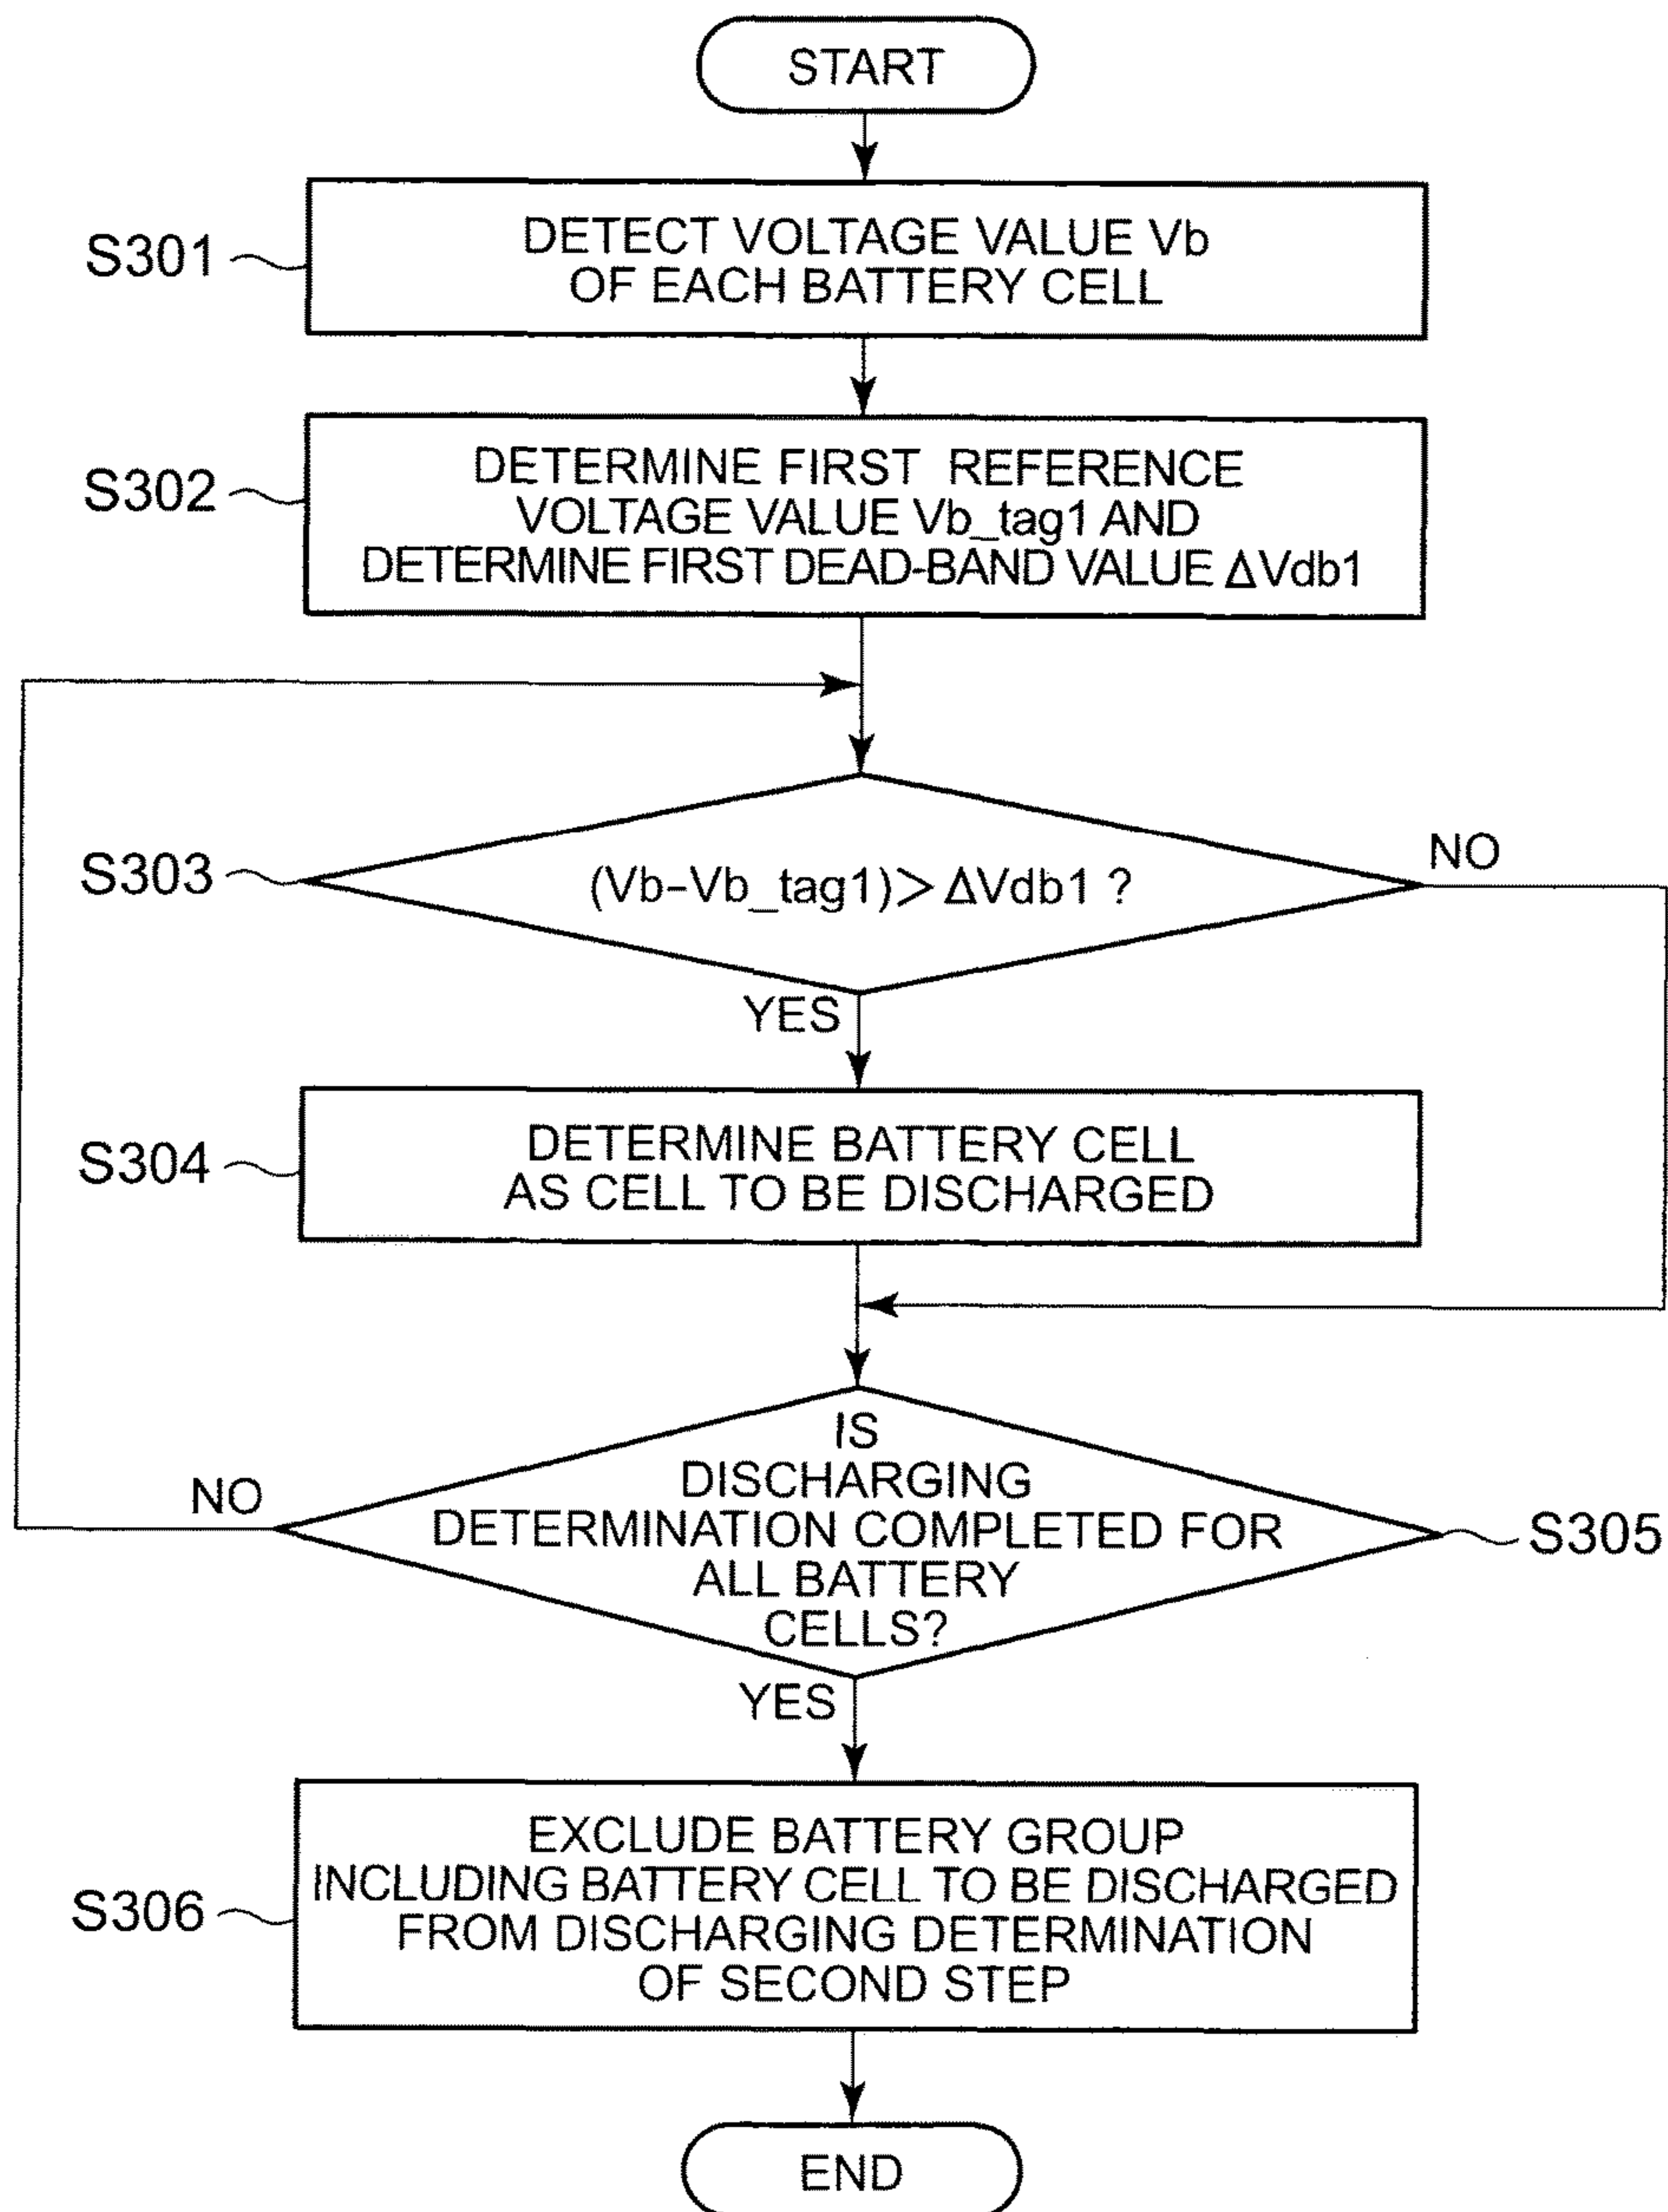 START
S301
DETECT VOLTAGE VALUE Vb
OF EACH BATTERY CELL
S302
DETERMINE FIRST REFERENCE
VOLTAGE VALUE Vb_tag1 AND
DETERMINE FIRST DEAD-BAND VALUE ΔVdb1
S303
(Vb-Vb_tag1)> ΔVdb1 ?
NO
YES
S304
DETERMINE BATTERY CELL
AS CELL TO BE DISCHARGED
NO
IS
DISCHARGING
DETERMINATION COMPLETED FOR
ALL BATTERY
CELLS?
S305
YES
S306
EXCLUDE BATTERY GROUP
INCLUDING BATTERY CELL TO BE DISCHARGED
FROM DISCHARGING DETERMINATION
OF SECOND STEP
END